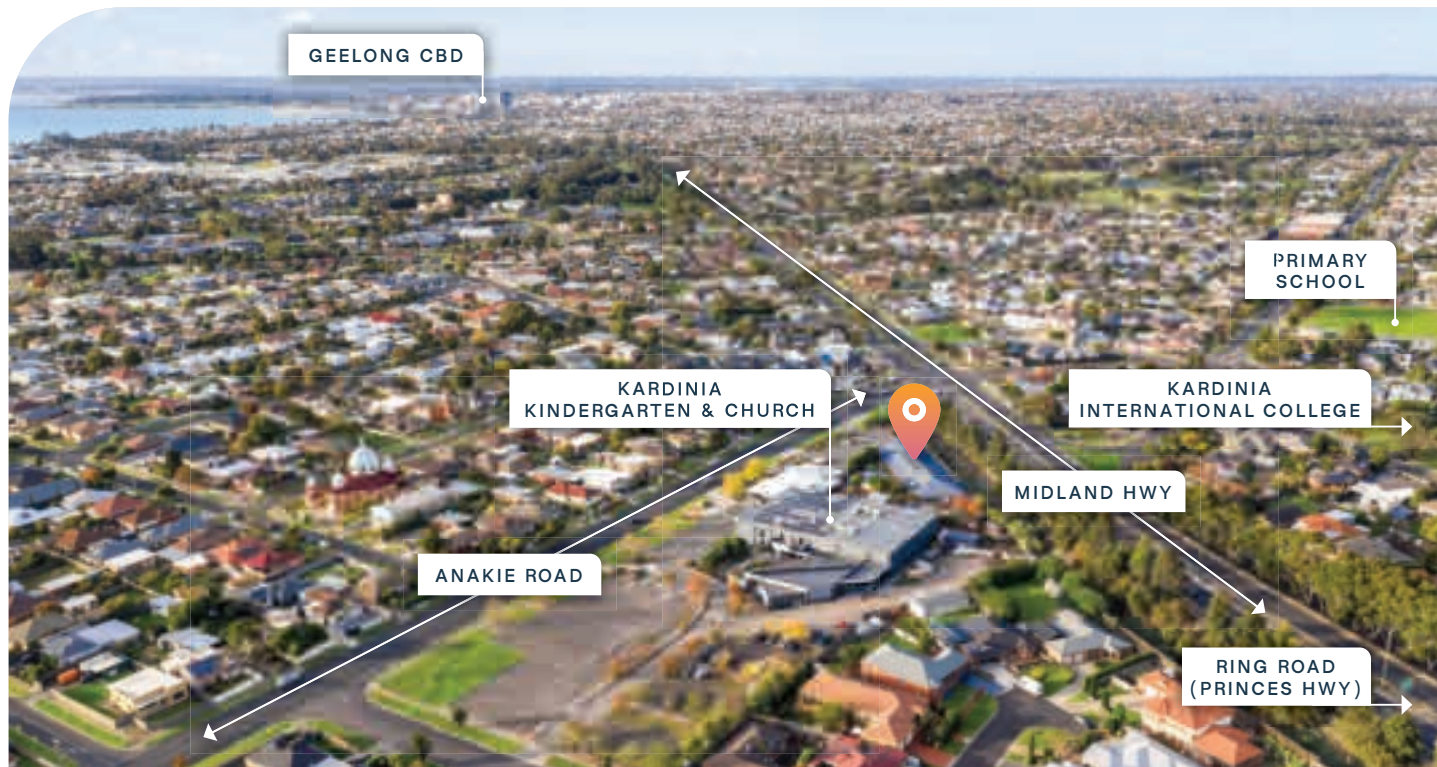 GEELONG CBD
PRIMARY
SCHOOL
KARDINIA
KINDERGARTEN & CHURCH
KARDINIA
INTERNATIONAL COLLEGE
MIDLAND HWY
ANAKIE ROAD
RING ROAD
(PRINCES HWY)